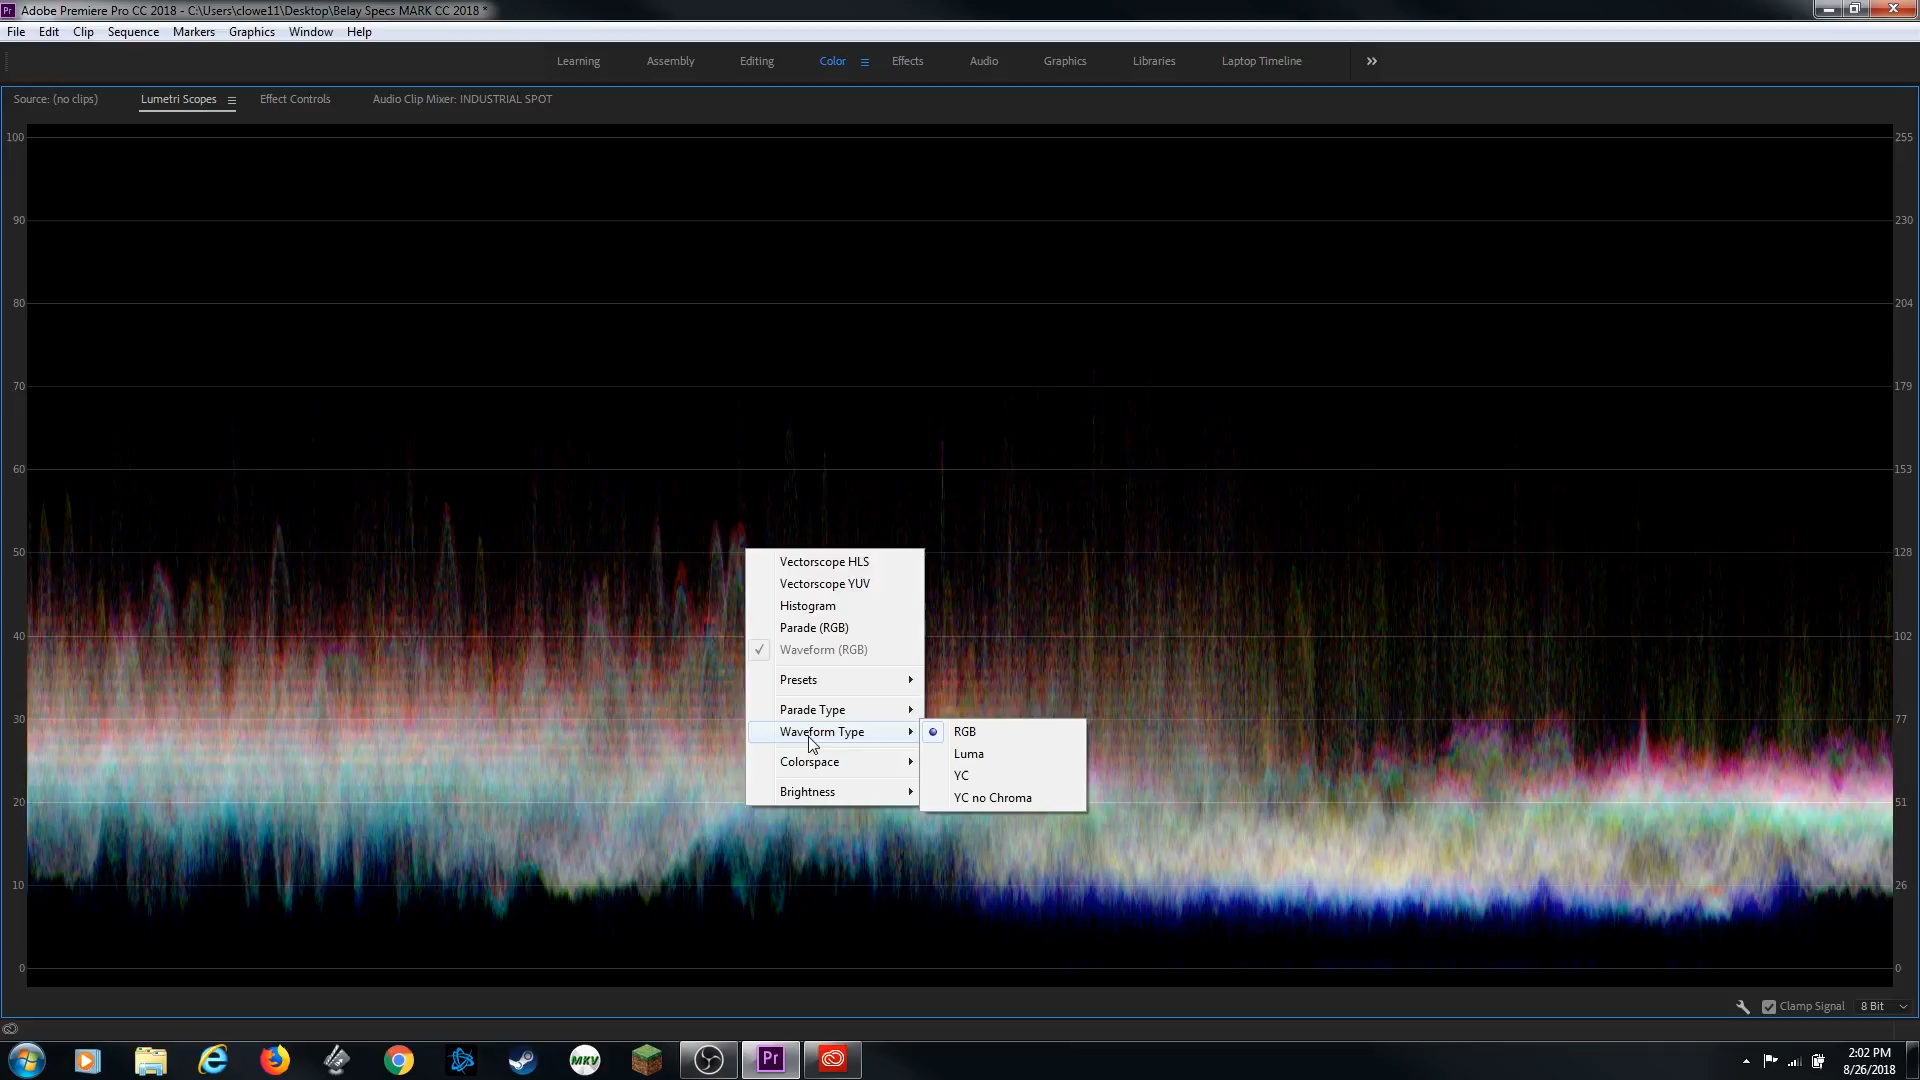 Pr Adobe Premiere Pro CC 2018 - C:\Users\clowe11\Desktop\Belay Specs MARK CC 2018 *
File Edit Clip Sequence Markers Graphics Window Help
Learning Assembly Editing Color Effects Audio Graphics Libraries Laptop Timeline
Source: (no clips) Lumetri Scopes Effect Controls Audio Clip Mixer: INDUSTRIAL SPOT
100 255
90 230
80 204
70 179
60 153
50 128
40 102
30 77
20 51
10 26
0 0
Vectorscope HLS
Vectorscope YUV
Histogram
Parade (RGB)
Waveform (RGB)
Presets
Parade Type
Waveform Type
Colorspace
Brightness
RGB
Luma
YC
YC no Chroma
Clamp Signal 8 Bit
MKV Pr
2:02 PM
8/26/2018